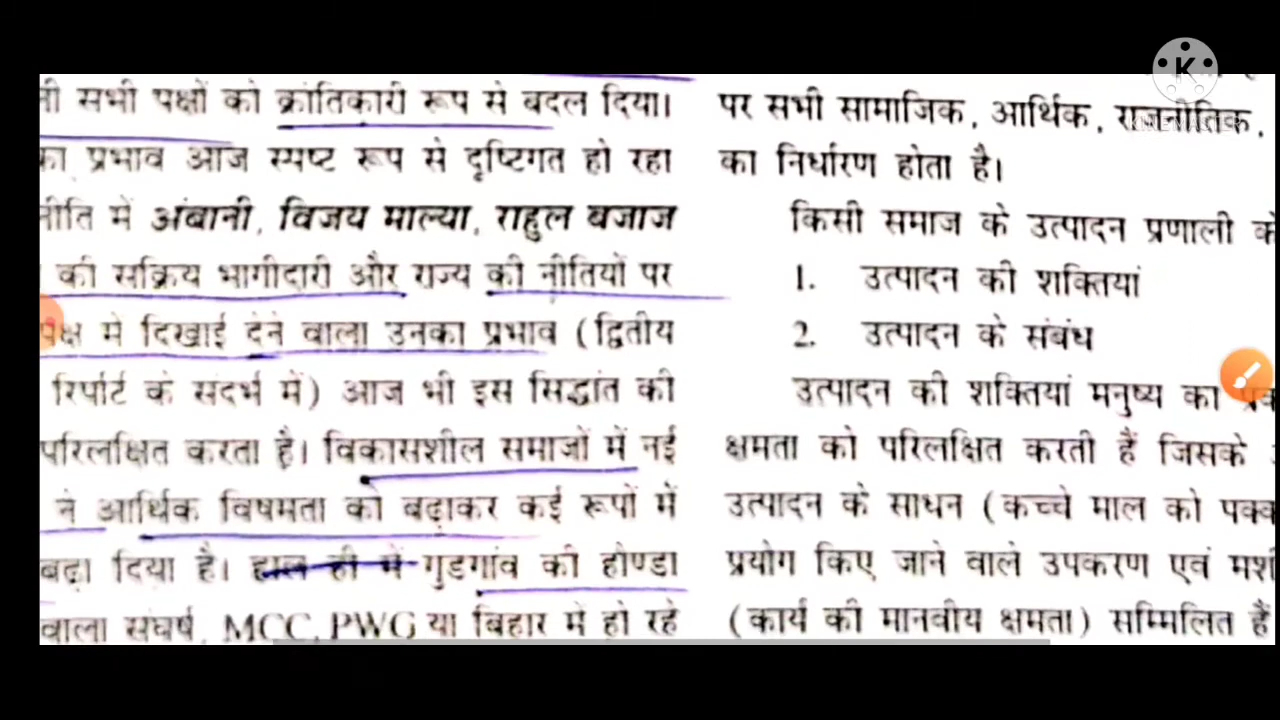 सभी पक्षों को क्रांतिकारी रूप से बदल दिया।
प्रभाव आज स्पष्ट रूप से दृष्टिगत हो रहा
में अंबानी, विजय माल्या, राहुल बजाज
की सक्रिय भागीदारी और राज्य की नीतियों पर
पक्ष में दिखाई देने वाला उनका प्रभाव (द्वितीय
रिपोर्ट के संदर्भ में) आज भी इस सिद्धांत की
परिलक्षित करता है। विकासशील समाजों में नई
ने आर्थिक विषमता को बढ़ाकर कई रूपों में
बढ़ा दिया है। हाल ही में गुडगांव की हौण्डा
वाला संघर्ष, MCC, PWG या बिहार में हो रहे
पर सभी सामाजिक, आर्थिक, राजनीतिक,
का निर्धारण होता है।
किसी समाज के उत्पादन प्रणाली
1. उत्पादन की शक्तियां
2. उत्पादन के संबंध
उत्पादन की शक्तियां मनुष्य का
क्षमता को परिलक्षित करती हैं जिसके
उत्पादन के साधन (कच्चे माल को
प्रयोग किए जाने वाले उपकरण एवं
(कार्य की मानवीय क्षमता) सम्मिलित हैं
K
KINEMASTER